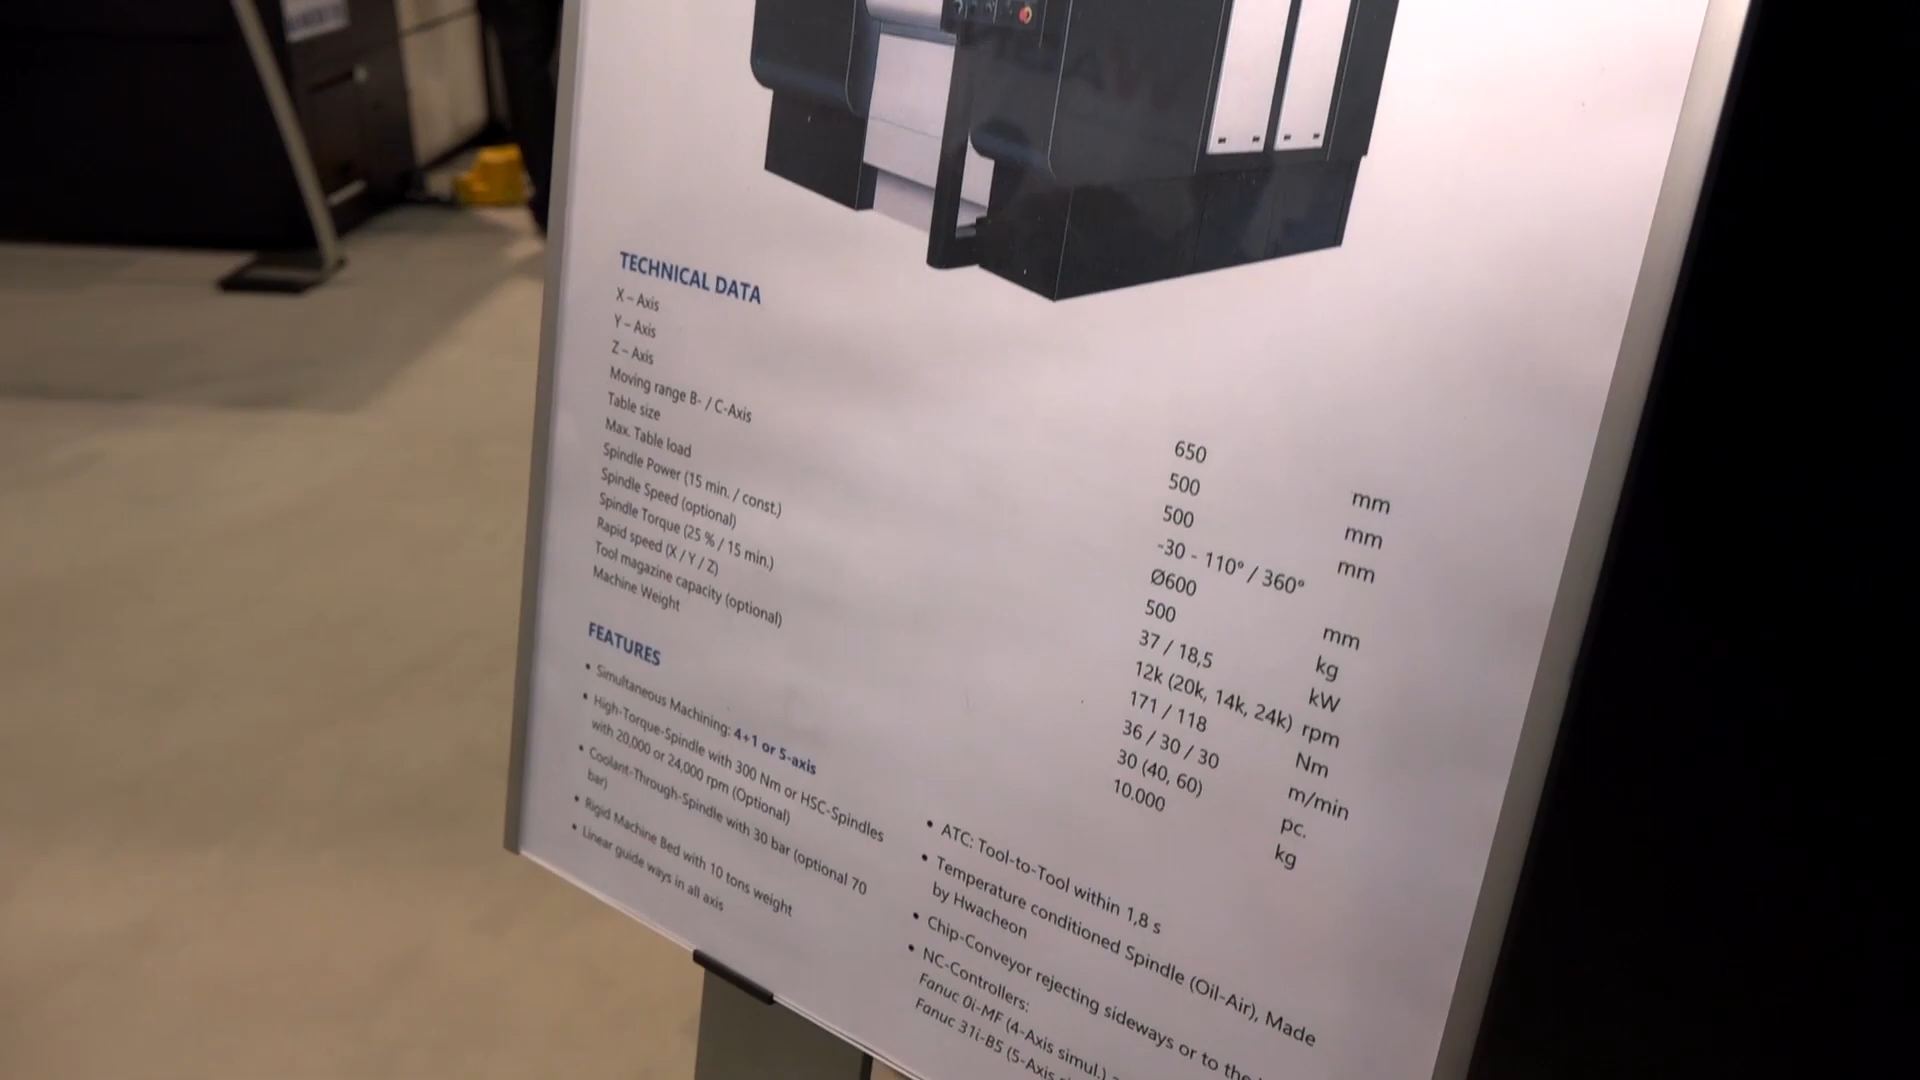 TECHNICAL DATA
X – Axis 650 mm
Y – Axis 500 mm
Z – Axis 500 mm
Moving range B- / C-Axis -30 - 110° / 360°
Table size Ø600 mm
Max. Table load 500 kg
Spindle Power (15 min. / const.) 37 / 18,5 kW
Spindle Speed (optional) 12k (20k, 14k, 24k) rpm
Spindle Torque (25 % / 15 min.) 171 / 118 Nm
Rapid speed (X / Y / Z) 36 / 30 / 30 m/min
Tool magazine capacity (optional) 30 (40, 60) pc.
Machine Weight 10.000 kg
FEATURES
• Simultaneous Machining: 4+1 or 5-axis
• High-Torque-Spindle with 300 Nm or HSC-Spindles
with 20,000 or 24,000 rpm (Optional)
• Coolant-Through-Spindle with 30 bar (optional 70
bar)
• Rigid Machine Bed with 10 tons weight
• Linear guide ways in all axis
• ATC: Tool-to-Tool within 1,8 s
• Temperature conditioned Spindle (Oil-Air), Made
by Hwacheon
• Chip-Conveyor rejecting sideways or to the
• NC-Controllers:
Fanuc 0i-MF (4-Axis simul.)
Fanuc 31i-B5 (5-Axis